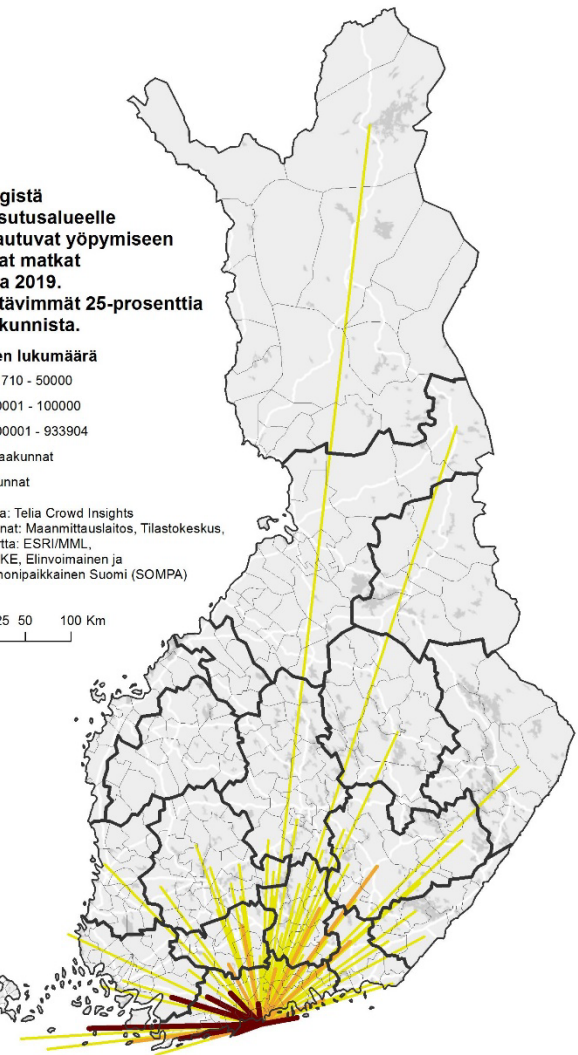 gistä
sutusalueelle
autuvat yöpymiseen
at matkat
a 2019.
tävimmät 25-prosenttia
kunnista.
en lukumäärä
710 - 50000
0001 - 100000
00001 - 933904
aakunnat
unnat
a: Telia Crowd Insights
nat: Maanmittauslaitos, Tilastokeskus,
rtta: ESRI/MML,
KE, Elinvoimainen ja
nonipaikkainen Suomi (SOMPA)
25 50 100 Km